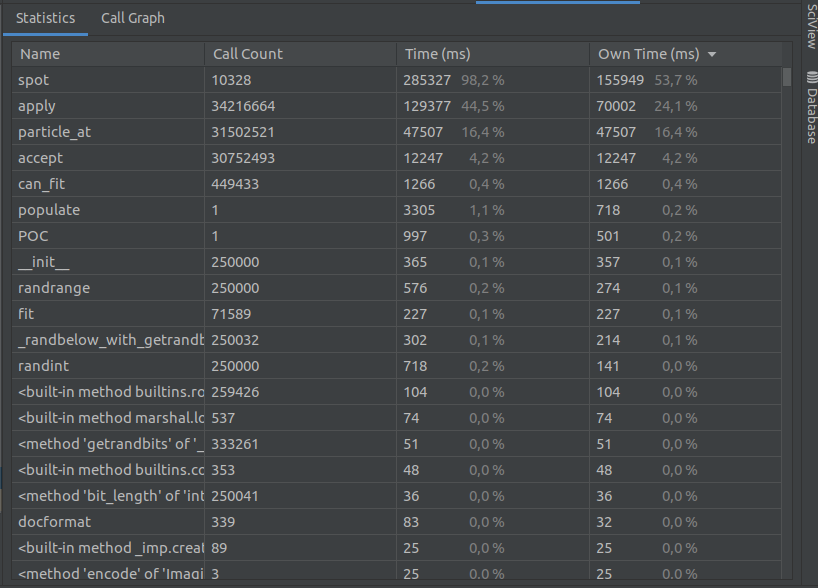 Statistics Call Graph
Name Call Count Time (ms) Own Time (ms)
spot 10328 285327 98,2 % 155949 53,7 %
apply 34216664 129377 44,5 % 70002 24,1 %
particle_at 31502521 47507 16,4 % 47507 16,4 %
accept 30752493 12247 4,2 % 12247 4,2 %
can_fit 449433 1266 0,4 % 1266 0,4 %
populate 1 3305 1,1 % 718 0,2 %
POC 1 997 0,3 % 501 0,2 %
__init__ 250000 365 0,1 % 357 0,1 %
randrange 250000 576 0,2 % 274 0,1 %
fit 71589 227 0,1 % 227 0,1 %
_randbelow_with_getrandb 250032 302 0,1 % 214 0,1 %
randint 250000 718 0,2 % 141 0,0 %
<built-in method builtins.ro 259426 104 0,0 % 104 0,0 %
<built-in method marshal.lo 537 74 0,0 % 74 0,0 %
<method 'getrandbits' of '_ 333261 51 0,0 % 51 0,0 %
<built-in method builtins.cc 353 48 0,0 % 48 0,0 %
<method 'bit_length' of 'int 250041 36 0,0 % 36 0,0 %
docformat 339 83 0,0 % 32 0,0 %
<built-in method _imp.creat 89 25 0,0 % 25 0,0 %
<method 'encode' of 'Imagi 3 25 0,0 % 25 0,0 %
SciView
Database